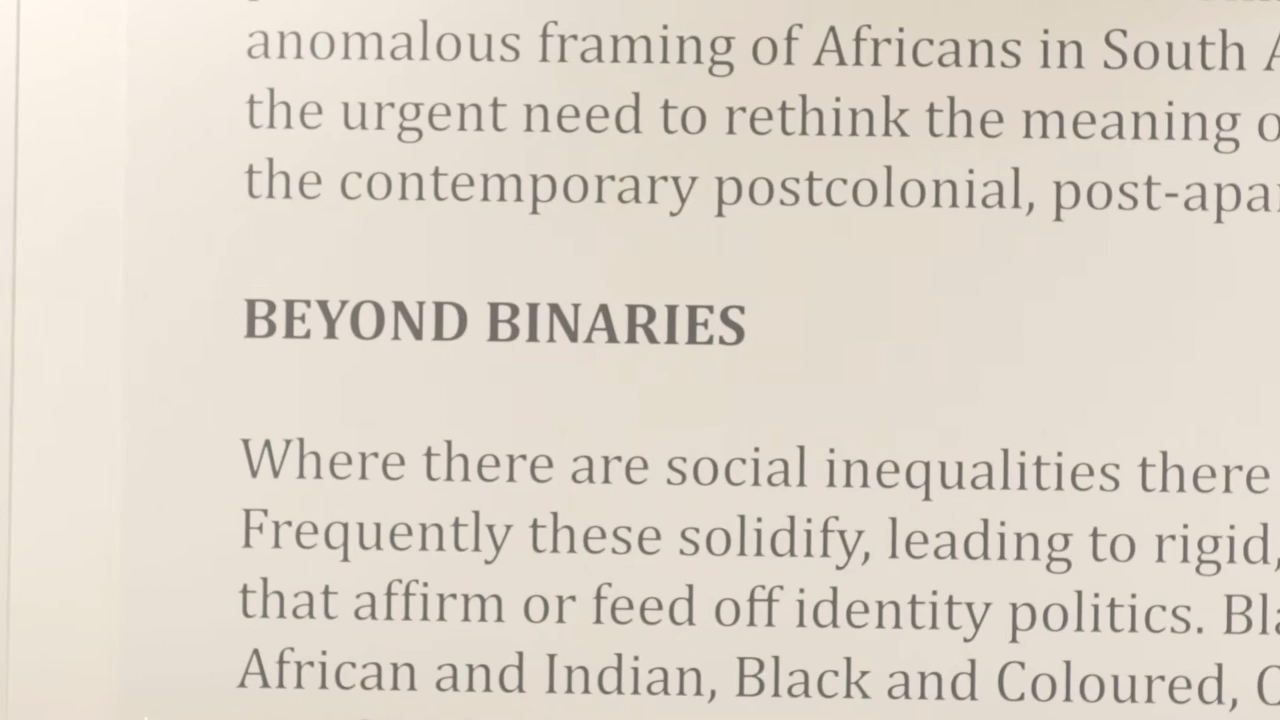 anomalous framing of Africans in South
the urgent need to rethink the meaning
the contemporary postcolonial,
BEYOND BINARIES
Where there are social inequalities there
Frequently these solidify, leading to rigid,
that affirm or feed off identity politics.
African and Indian, Black and Coloured,